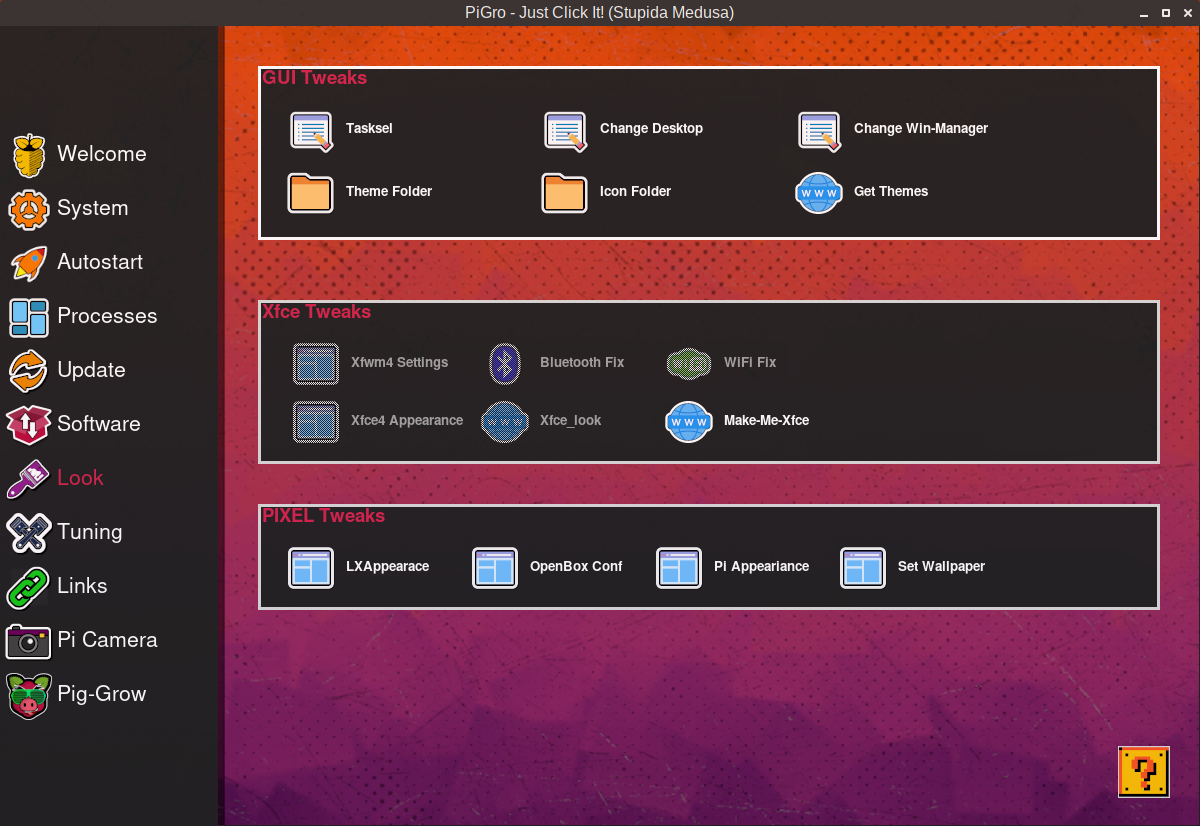 PiGro - Just Click It! (Stupida Medusa)
Welcome
System
Autostart
Processes
Update
Software
Look
Tuning
Links
Pi Camera
Pig-Grow
GUI Tweaks
Tasksel
Change Desktop
Change Win-Manager
Theme Folder
Icon Folder
WWW
Get Themes
Xfce Tweaks
Xfwm4 Settings
Bluetooth Fix
WiFi Fix
Xfce4 Appearance
WWW
Xfce_look
WWW
Make-Me-Xfce
PIXEL Tweaks
LXAppearace
OpenBox Conf
Pi Appeariance
Set Wallpaper
?